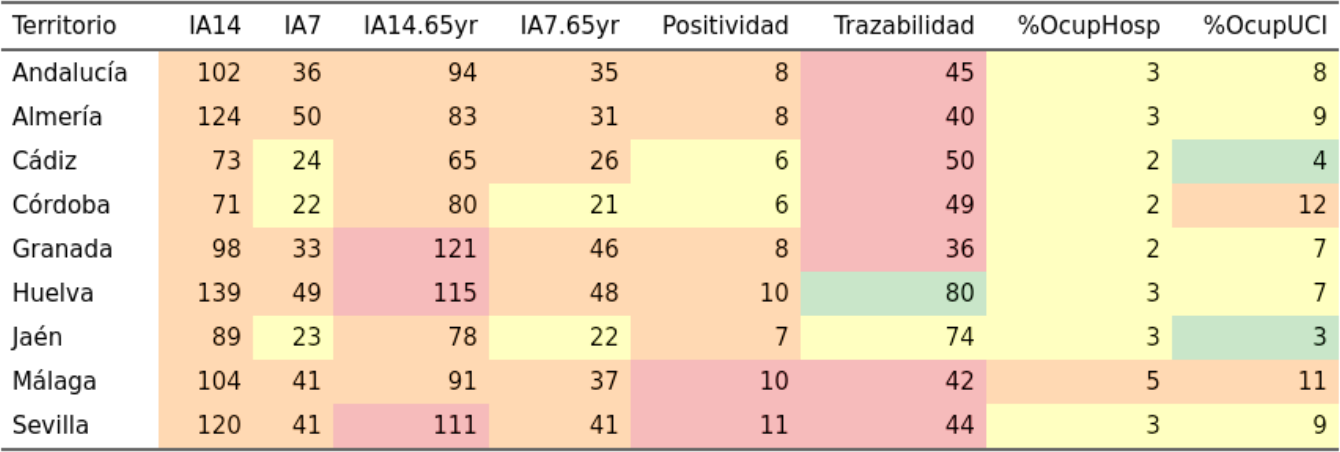 Territorio IA14 IA7 IA14.65yr IA7.65yr Positividad Trazabilidad %OcupHosp %OcupUCI
Andalucía 102 36 94 35 8 45 3 8
Almería 124 50 83 31 8 40 3 9
Cádiz 73 24 65 26 6 50 2 4
Córdoba 71 22 80 21 6 49 2 12
Granada 98 33 121 46 8 36 2 7
Huelva 139 49 115 48 10 80 3 7
Jaén 89 23 78 22 7 74 3 3
Málaga 104 41 91 37 10 42 5 11
Sevilla 120 41 111 41 11 44 3 9